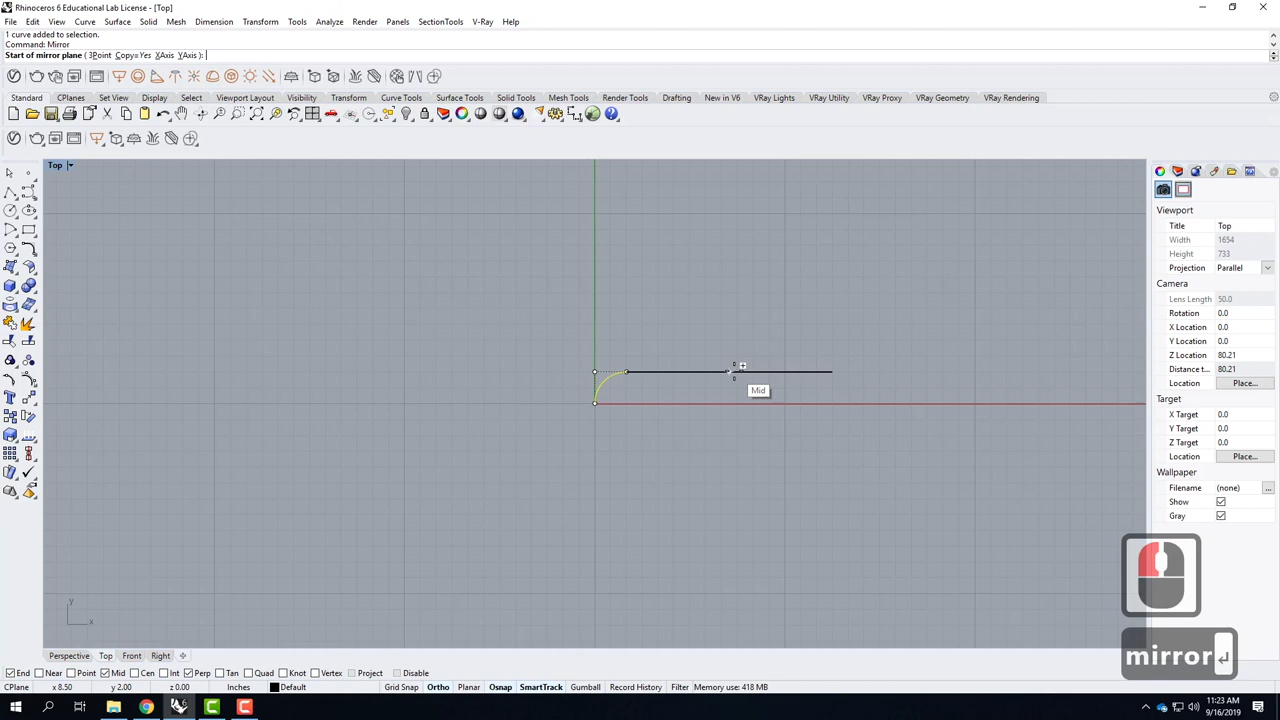 Rhinoceros 6 Educational Lab License - [Top]
File Edit View Curve Surface Solid Mesh Dimension Transform Tools Analyze Render Panels SectionTools V-Ray Help
1 curve added to selection.
Command: Mirror
Start of mirror plane ( 3Point Copy=Yes XAxis YAxis ):
Standard CPlanes Set View Display Select Viewport Layout Visibility Transform Curve Tools Surface Tools Solid Tools Mesh Tools Render Tools Drafting New in V6 VRay Lights VRay Utility VRay Proxy VRay Geometry VRay Rendering
Top
Mid
y
x
Viewport
Title Top
Width 1654
Height 733
Projection Parallel
Camera
Lens Length 50.0
Rotation 0.0
X Location 0.0
Y Location 0.0
Z Location 80.21
Distance t... 80.21
Location Place...
Target
X Target 0.0
Y Target 0.0
Z Target 0.0
Location Place...
Wallpaper
Filename (none) ...
Show
Gray
mirror
Perspective Top Front Right
End Near Point Mid Cen Int Perp Tan Quad Knot Vertex Project Disable
CPlane x 8.50 y 2.00 z 0.00 Inches Default Grid Snap Ortho Planar Osnap SmartTrack Gumball Record History Filter Memory use: 418 MB
11:23 AM
9/16/2019